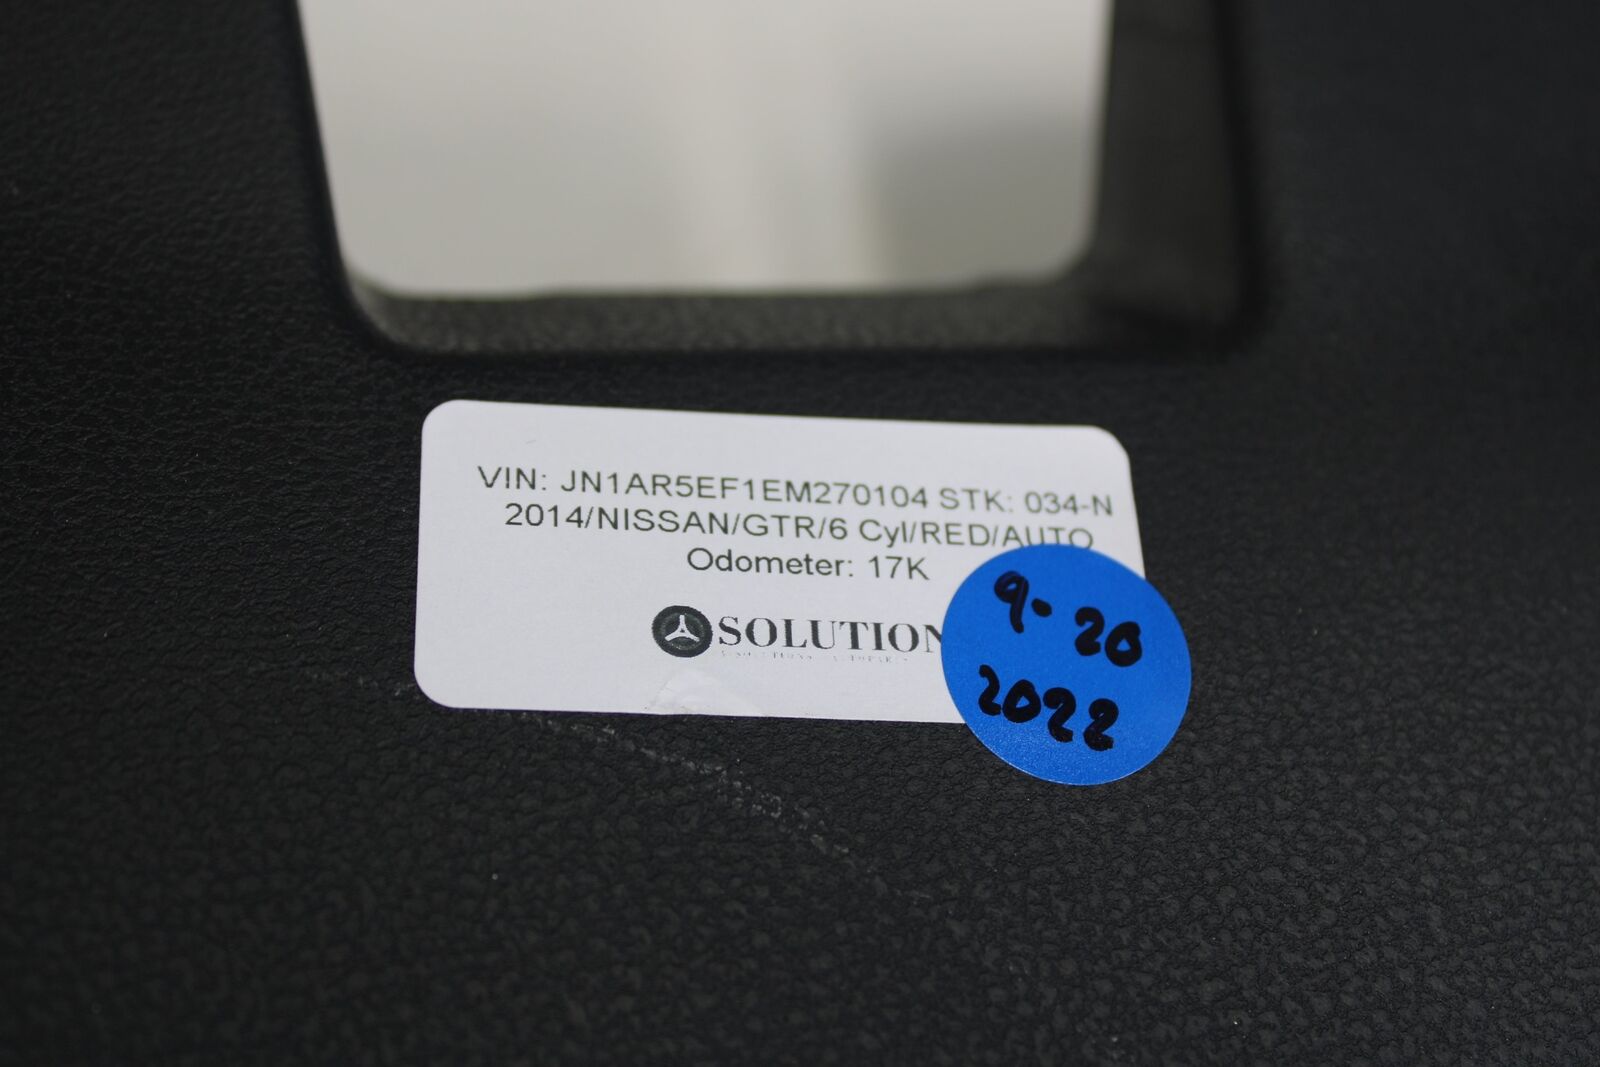 VIN: JN1AR5EF1EM270104 STK: 034-N
2014/NISSAN/GTR/6 Cyl/RED/AUTO
Odometer: 17K
SOLUTION
9-20
2022